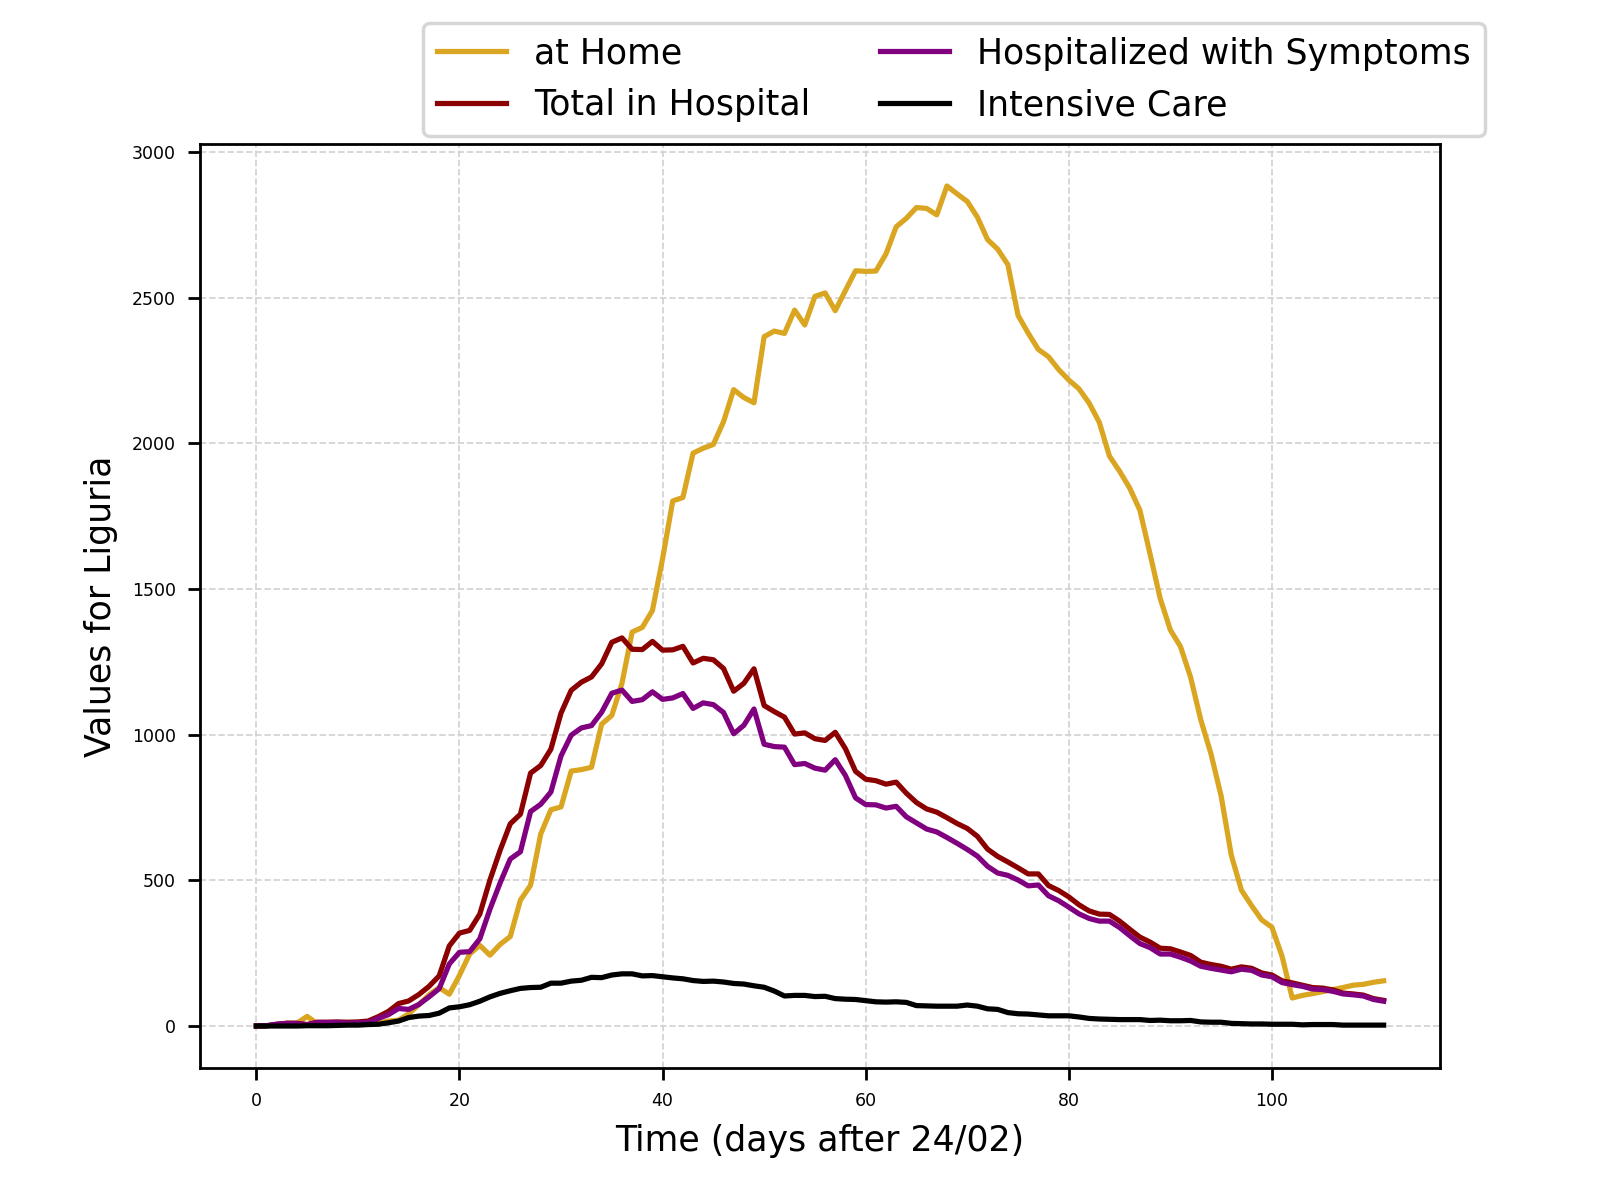 at Home
Total in Hospital
Hospitalized with Symptoms
Intensive Care
Values for Liguria
3000
2500
2000
1500
1000
500
0
0 20 40 60 80 100
Time (days after 24/02)